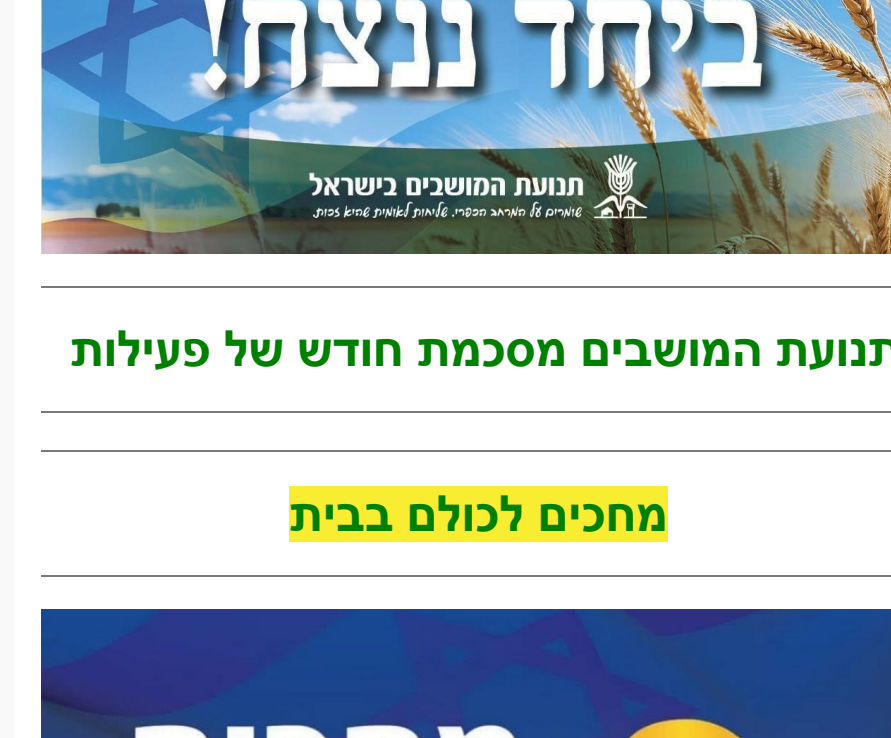 ביחד ננצח!
תנועת המושבים בישראל
שומרים על המרחב הכפרי. שליחות לאומית שהיא זכות.
תנועת המושבים מסכמת חודש של פעילות
מחכים לכולם בבית